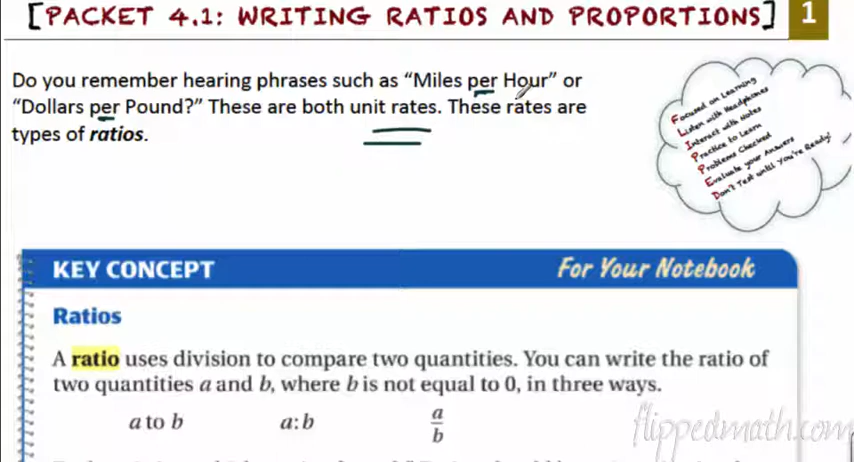 [PACKET 4.1: WRITING RATIOS AND PROPORTIONS] 1
Do you remember hearing phrases such as “Miles per Hour” or
“Dollars per Pound?” These are both unit rates. These rates are
types of ratios.
Focused on Learning
Listen with Headphones
Interact with Notes
Practice to Learn
Problems Checked
Evaluate your Answers
Don't Test until You're Ready!
KEY CONCEPT For Your Notebook
Ratios
A ratio uses division to compare two quantities. You can write the ratio of
two quantities a and b, where b is not equal to 0, in three ways.
a to b a:b a/b
flippedmath.com